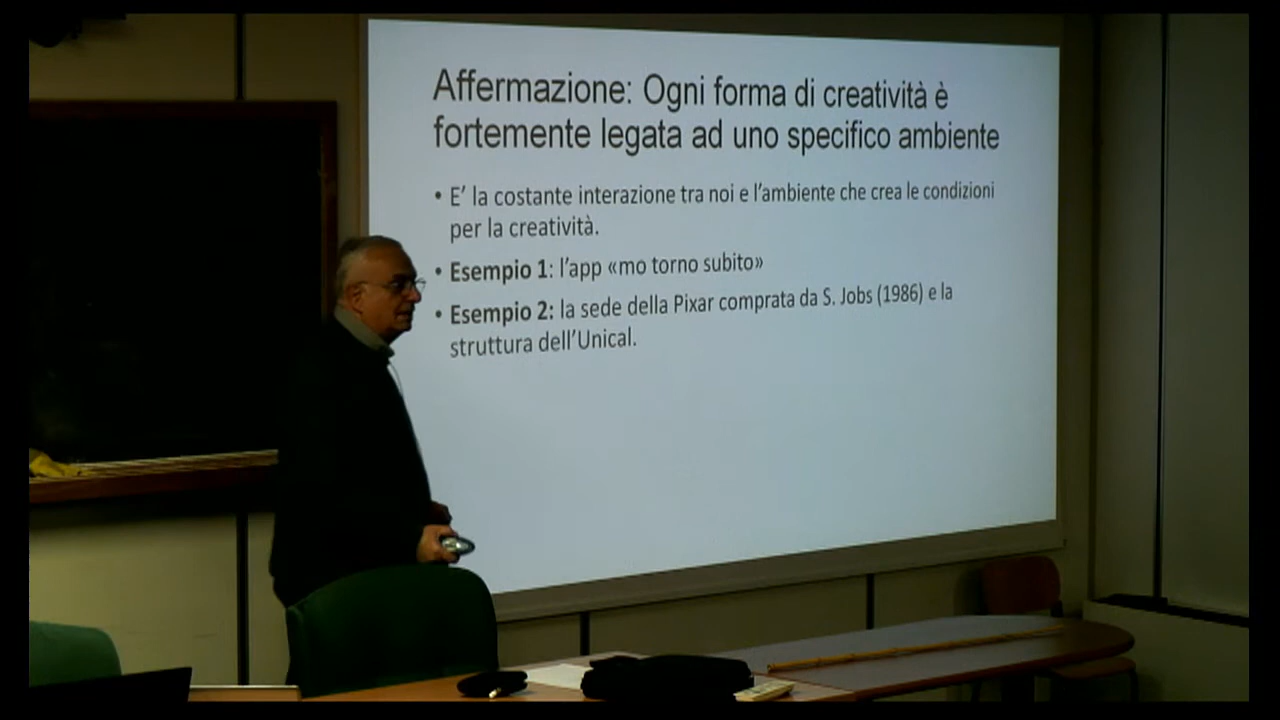 Affermazione: Ogni forma di creatività è
fortemente legata ad uno specifico ambiente
• E’ la costante interazione tra noi e l’ambiente che crea le condizioni
per la creatività.
• Esempio 1: l’app «mo torno subito»
• Esempio 2: la sede della Pixar comprata da S. Jobs (1986) e la
struttura dell’Unical.